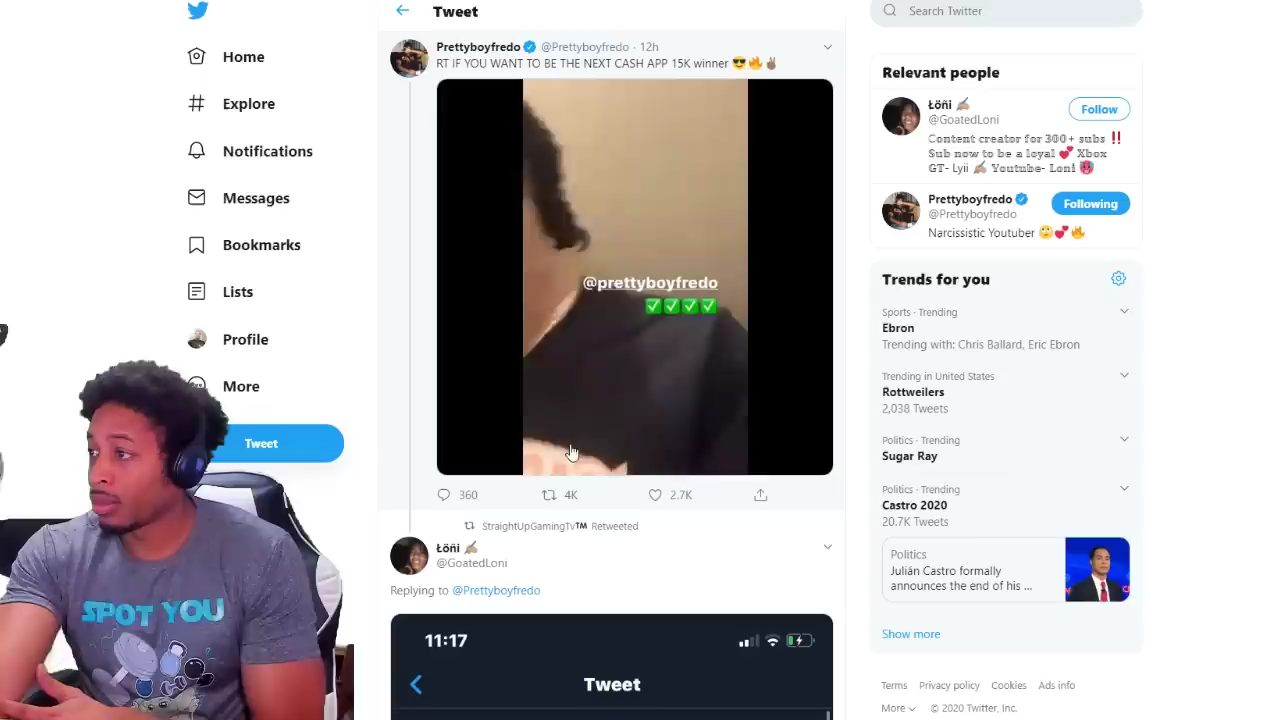 Home
Explore
Notifications
Messages
Bookmarks
Lists
Profile
More
Tweet
SPOT YOU
Tweet
Prettyboyfredo @Prettyboyfredo · 12h
RT IF YOU WANT TO BE THE NEXT CASH APP 15K winner 😎🔥✌🏾
@prettyboyfredo
✅✅✅✅
360
4K
2.7K
StraightUpGamingTv™ Retweeted
Łöñi ✍🏼
@GoatedLoni
Replying to @Prettyboyfredo
11:17
Tweet
Search Twitter
Relevant people
Łöñi ✍🏼
@GoatedLoni
Follow
ℂ𝕠𝕟𝕥𝕖𝕟𝕥 𝕔𝕣𝕖𝕒𝕥𝕠𝕣 𝕗𝕠𝕣 𝟛𝟘𝟘+ 𝕤𝕦𝕓𝕤 ‼️
𝕊𝕦𝕓 𝕟𝕠𝕨 𝕥𝕠 𝕓𝕖 𝕒 𝕝𝕠𝕪𝕒𝕝 💕 𝕏𝕓𝕠𝕩
𝔾𝕋- Lyii ✍🏼 𝕐𝕠𝕦𝕥𝕦𝕓𝕖- 𝕃𝕠𝕟𝕚 🥵
Prettyboyfredo
@Prettyboyfredo
Following
Narcissistic Youtuber 🙄💕🔥
Trends for you
Sports · Trending
Ebron
Trending with: Chris Ballard, Eric Ebron
Trending in United States
Rottweilers
2,038 Tweets
Politics · Trending
Sugar Ray
Politics · Trending
Castro 2020
20.7K Tweets
Politics
Julián Castro formally
announces the end of his ...
Show more
Terms Privacy policy Cookies Ads info
More © 2020 Twitter, Inc.